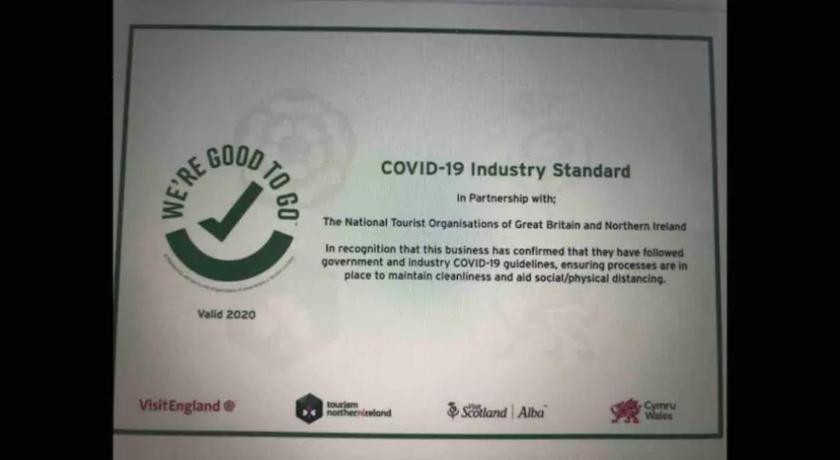 WE'RE GOOD TO GO
COVID-19 Industry Standard
In Partnership with;
The National Tourist Organisations of Great Britain and Northern Ireland
In recognition that this business has confirmed that they have followed
government and industry COVID-19 guidelines, ensuring processes are in
place to maintain cleanliness and aid social/physical distancing.
Valid 2020
VisitEngland
tourism
northernireland
Visit
Scotland | Alba
Cymru
Wales